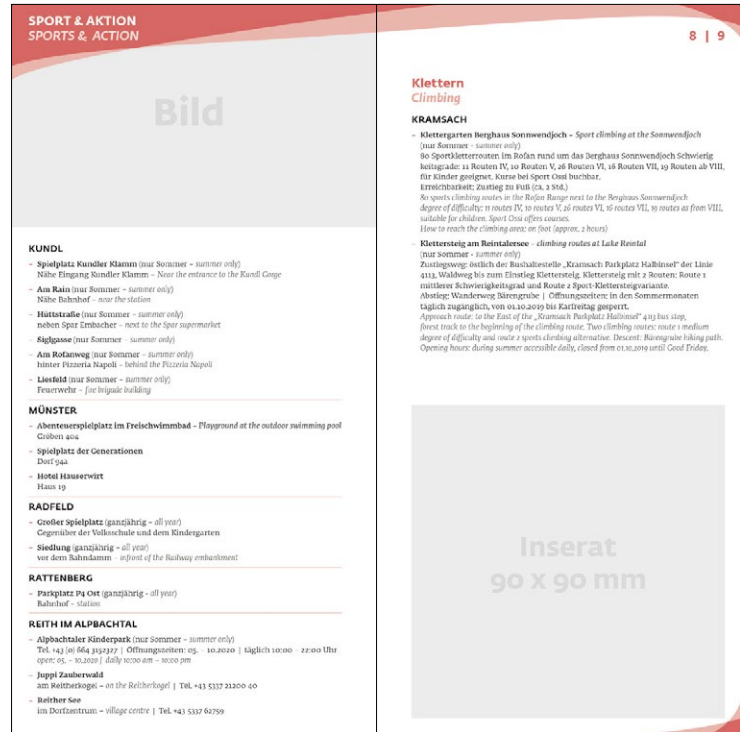 SPORT & AKTION
SPORTS & ACTION
Bild
KUNDL
– Spielplatz Kundler Klamm (nur Sommer – summer only)
Nähe Eingang Kundler Klamm – Near the entrance to the Kundl Gorge
– Am Rain (nur Sommer – summer only)
Nähe Bahnhof – near the station
– Hüttstraße (nur Sommer – summer only)
neben Spar Embacher – next to the Spar supermarket
– Siglgasse (nur Sommer – summer only)
– Am Rofanweg (nur Sommer – summer only)
hinter Pizzeria Napoli – behind the Pizzeria Napoli
– Liesfeld (nur Sommer – summer only)
Feuerwehr – fire brigade building
MÜNSTER
– Abenteuerspielplatz im Freischwimmbad – Playground at the outdoor swimming pool
Gröben 404
– Spielplatz der Generationen
Dorf 94a
– Hotel Hauserwirt
Haus 19
RADFELD
– Großer Spielplatz (ganzjährig – all year)
Gegenüber der Volksschule und dem Kindergarten
– Siedlung (ganzjährig – all year)
vor dem Bahndamm – infront of the Railway embankment
RATTENBERG
– Parkplatz P4 Ost (ganzjährig - all year)
Bahnhof – station
REITH IM ALPBACHTAL
– Alpbachtaler Kinderpark (nur Sommer – summer only)
Tel. +43 (0) 664 3152327 | Öffnungszeiten: 05. – 10.2020 | täglich 10:00 – 22:00 Uhr
open: 05. – 10.2020 | daily 10:00 am – 10:00 pm
– Juppi Zauberwald
am Reitherkogel – on the Reitherkogel | Tel. +43 5337 21200 40
– Reither See
im Dorfzentrum – village centre | Tel. +43 5337 62759
8 | 9
Klettern
Climbing
KRAMSACH
– Klettergarten Berghaus Sonnwendjoch – Sport climbing at the Sonnwendjoch
(nur Sommer - summer only)
80 Sportkletterrouten im Rofan rund um das Berghaus Sonnwendjoch Schwierig
keitsgrade: 11 Routen IV, 10 Routen V, 26 Routen VI, 16 Routen VII, 19 Routen ab VIII,
für Kinder geeignet, Kurse bei Sport Ossi buchbar.
Erreichbarkeit: Zustieg zu Fuß (ca. 2 Std.)
80 sports climbing routes in the Rofan Range next to the Berghaus Sonnwendjoch
degree of difficulty: 11 routes IV, 10 routes V, 26 routes VI, 16 routes VII, 19 routes as from VIII,
suitable for children. Sport Ossi offers courses.
How to reach the climbing area: on foot (approx. 2 hours)
– Klettersteig am Reintalersee – climbing routes at Lake Reintal
(nur Sommer - summer only)
Zustiegsweg: östlich der Bushaltestelle „Kramsach Parkplatz Halbinsel“ der Linie
4113, Waldweg bis zum Einstieg Klettersteig. Klettersteig mit 2 Routen: Route 1
mittlerer Schwierigkeitsgrad und Route 2 Sport-Klettersteigvariante.
Abstieg: Wanderweg Bärengrube | Öffnungszeiten: in den Sommermonaten
täglich zugänglich, von 01.10.2019 bis Karfreitag gesperrt.
Approach route: to the East of the „Kramsach Parkplatz Halbinsel“ 4113 bus stop,
forest track to the beginning of the climbing route. Two climbing routes: route 1 medium
degree of difficulty and route 2 sports climbing alternative. Descent: Bärengrube hiking path.
Opening hours: during summer accessible daily, closed from 01.10.2019 until Good Friday.
Inserat
90 x 90 mm